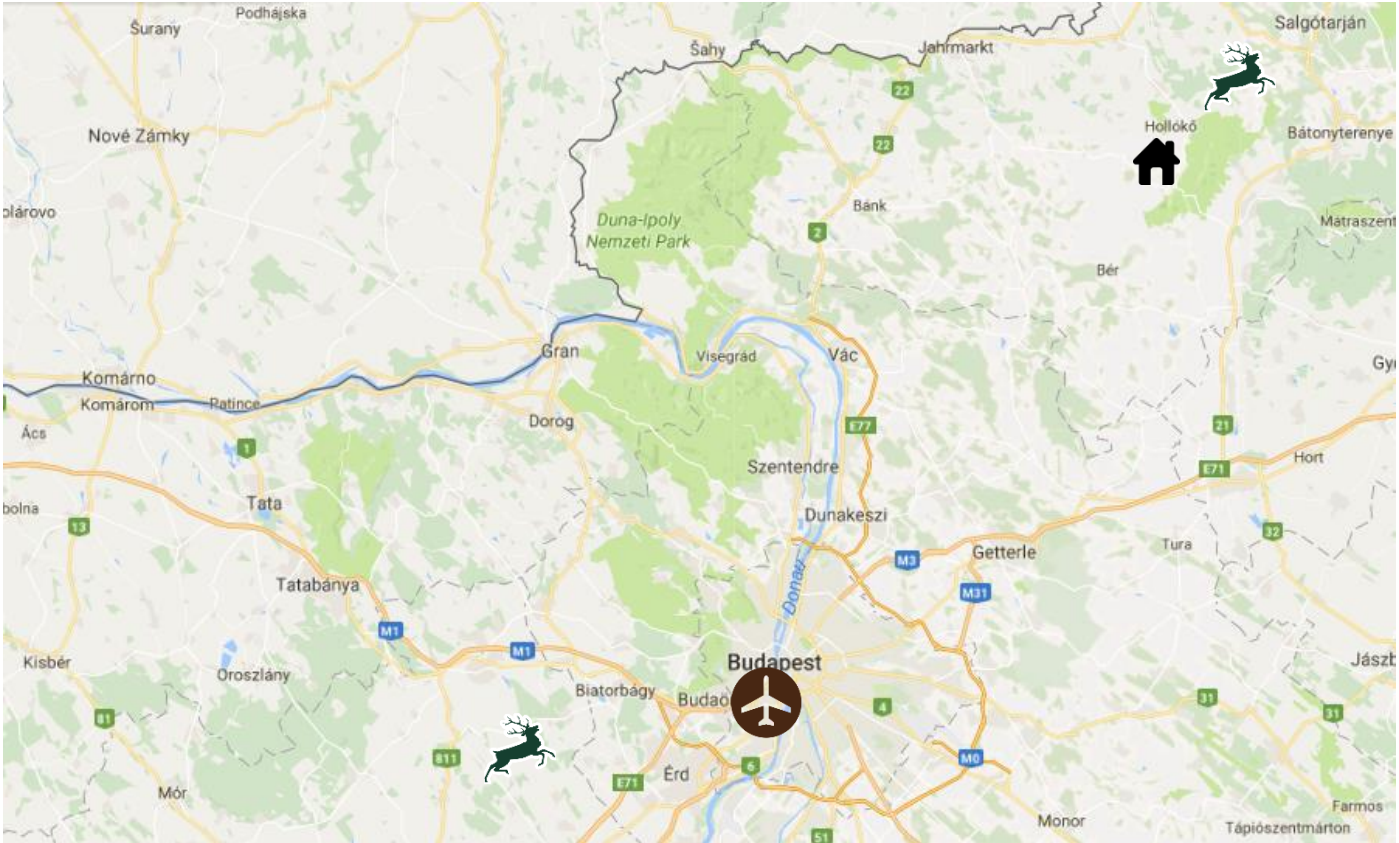 Podhájska
Šurany
Salgótarján
Šahy
Jahrmarkt
22
Nové Zámky
Hollókő
Bátonyterenye
22
olárovo
Bánk
Duna-Ipoly
Nemzeti Park
2
Mátraszent
Bér
Gran
Visegrád
Vác
Komárno
Komárom
Patince
Ács
Dorog
E77
21
1
Hort
Szentendre
E71
Tata
bolna
13
Dunakeszi
32
Getterle
Tura
M3
Donau
Tatabánya
M31
M1
M1
Kisbér
Oroszlány
Budapest
Jászb
Biatorbágy
Budaö
4
31
81
31
811
6
M0
Érd
E71
Mór
Farmos
Monor
Tápiószentmárton
51